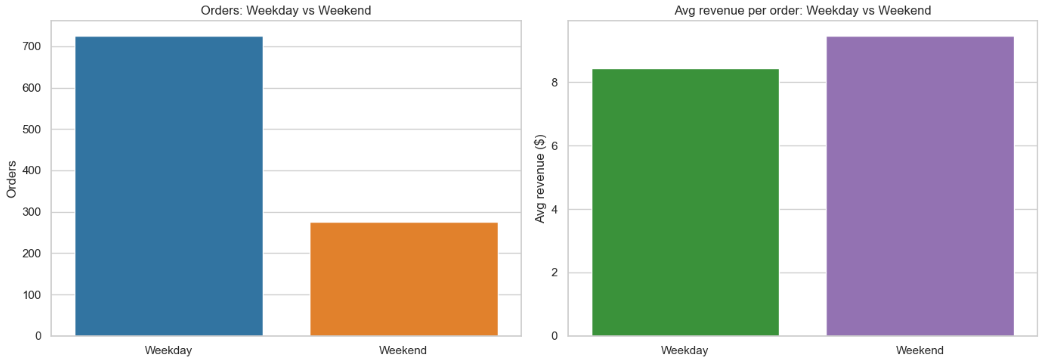 Orders: Weekday vs Weekend
Orders
700
600
500
400
300
200
100
0
Weekday
Weekend
Avg revenue per order: Weekday vs Weekend
Avg revenue ($)
8
6
4
2
0
Weekday
Weekend